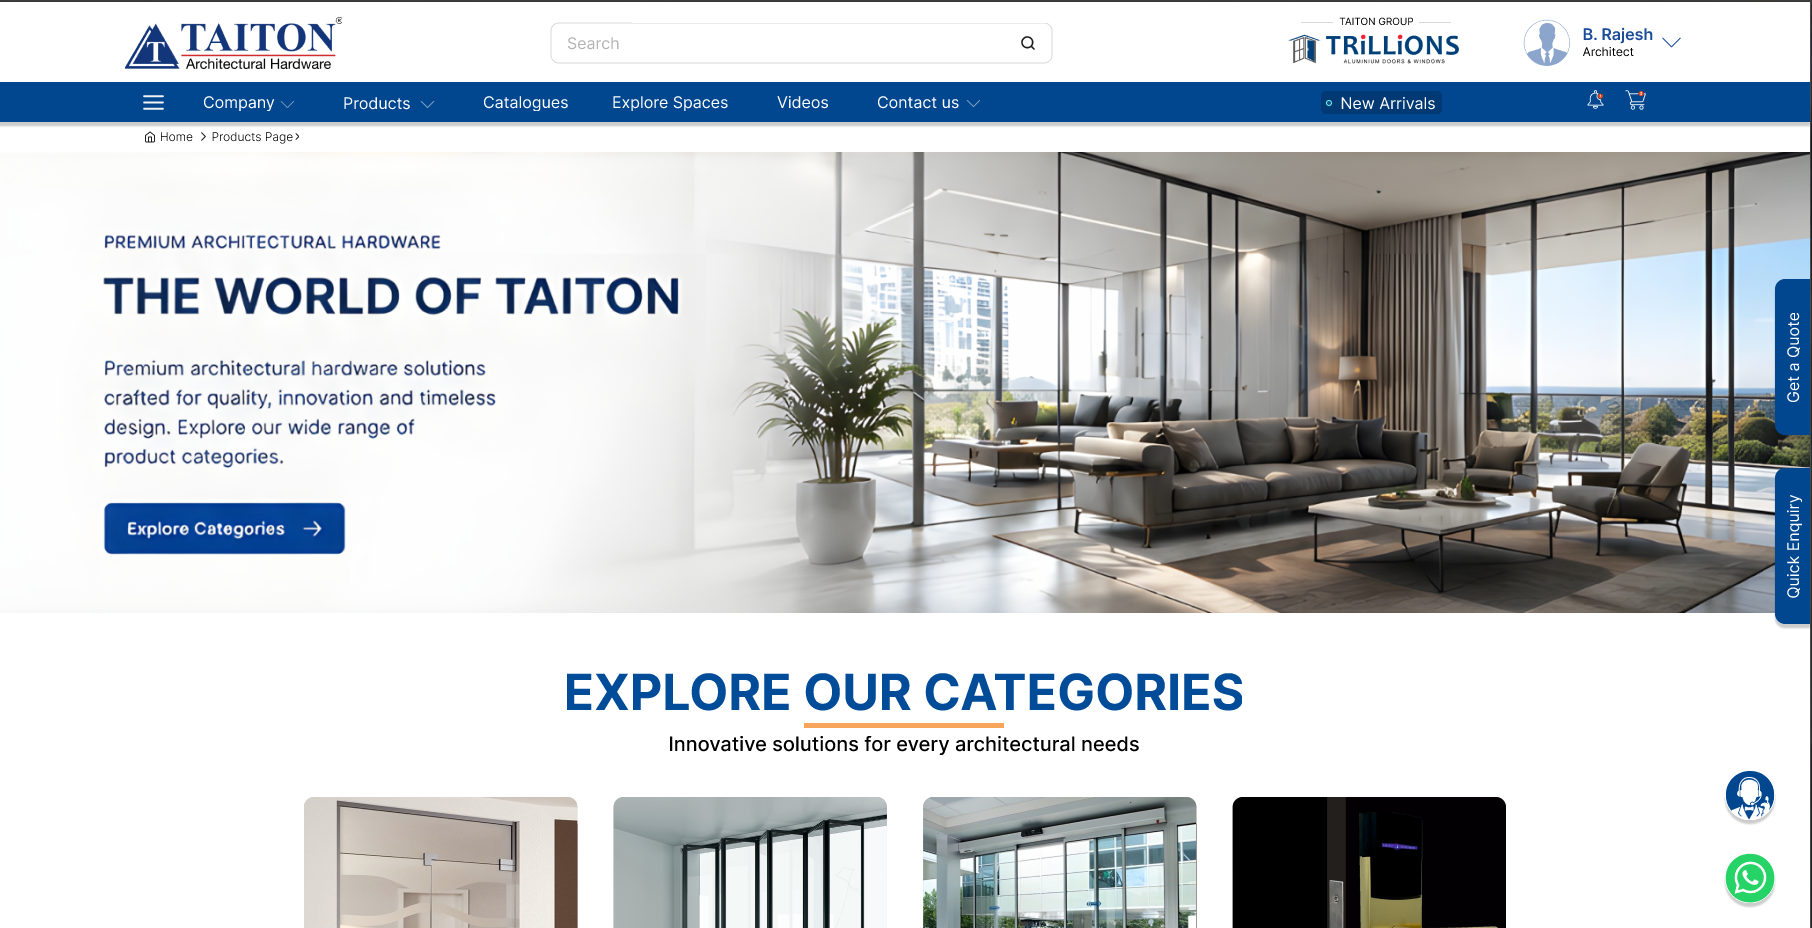 TAITON®
Architectural Hardware
Search
TAITON GROUP
TRiLLiONS
ALUMINIUM DOORS & WINDOWS
B. Rajesh
Architect
Company
Products
Catalogues
Explore Spaces
Videos
Contact us
New Arrivals
Home
Products Page
PREMIUM ARCHITECTURAL HARDWARE
THE WORLD OF TAITON
Premium architectural hardware solutions
crafted for quality, innovation and timeless
design. Explore our wide range of
product categories.
Explore Categories
Get a Quote
Quick Enquiry
EXPLORE OUR CATEGORIES
Innovative solutions for every architectural needs